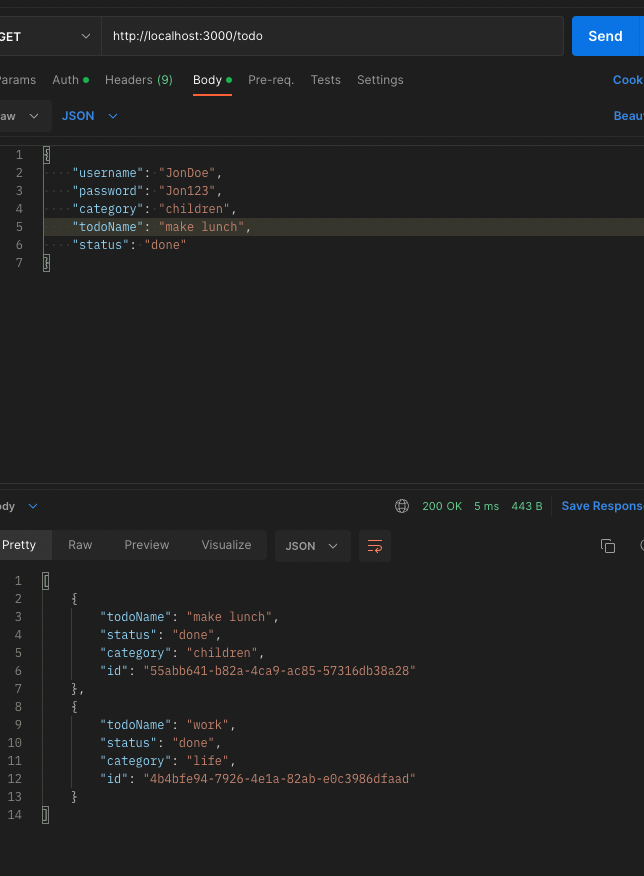 GET http://localhost:3000/todo Send
Params Auth Headers (9) Body Pre-req. Tests Settings Cook
aw JSON Beau
1 {
2 "username": "JonDoe",
3 "password": "Jon123",
4 "category": "children",
5 "todoName": "make lunch",
6 "status": "done"
7 }
ody 200 OK 5 ms 443 B Save Respons
Pretty Raw Preview Visualize JSON
1 [
2 {
3 "todoName": "make lunch",
4 "status": "done",
5 "category": "children",
6 "id": "55abb641-b82a-4ca9-ac85-57316db38a28"
7 },
8 {
9 "todoName": "work",
10 "status": "done",
11 "category": "life",
12 "id": "4b4bfe94-7926-4e1a-82ab-e0c3986dfaad"
13 }
14 ]